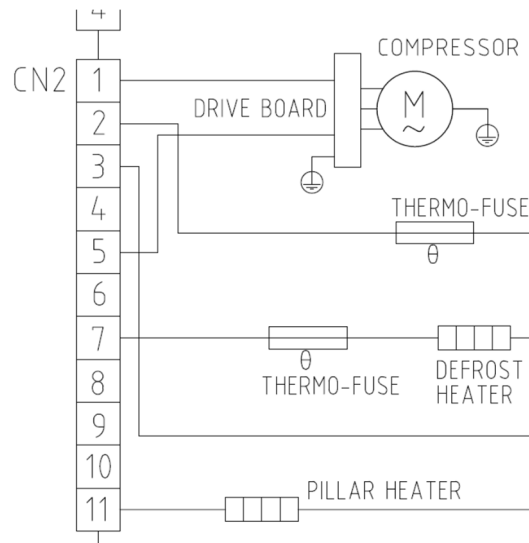 4
COMPRESSOR
CN2
1
M
~
DRIVE BOARD
2
3
4
THERMO-FUSE
θ
5
6
7
θ
THERMO-FUSE
DEFROST
HEATER
8
9
10
PILLAR HEATER
11